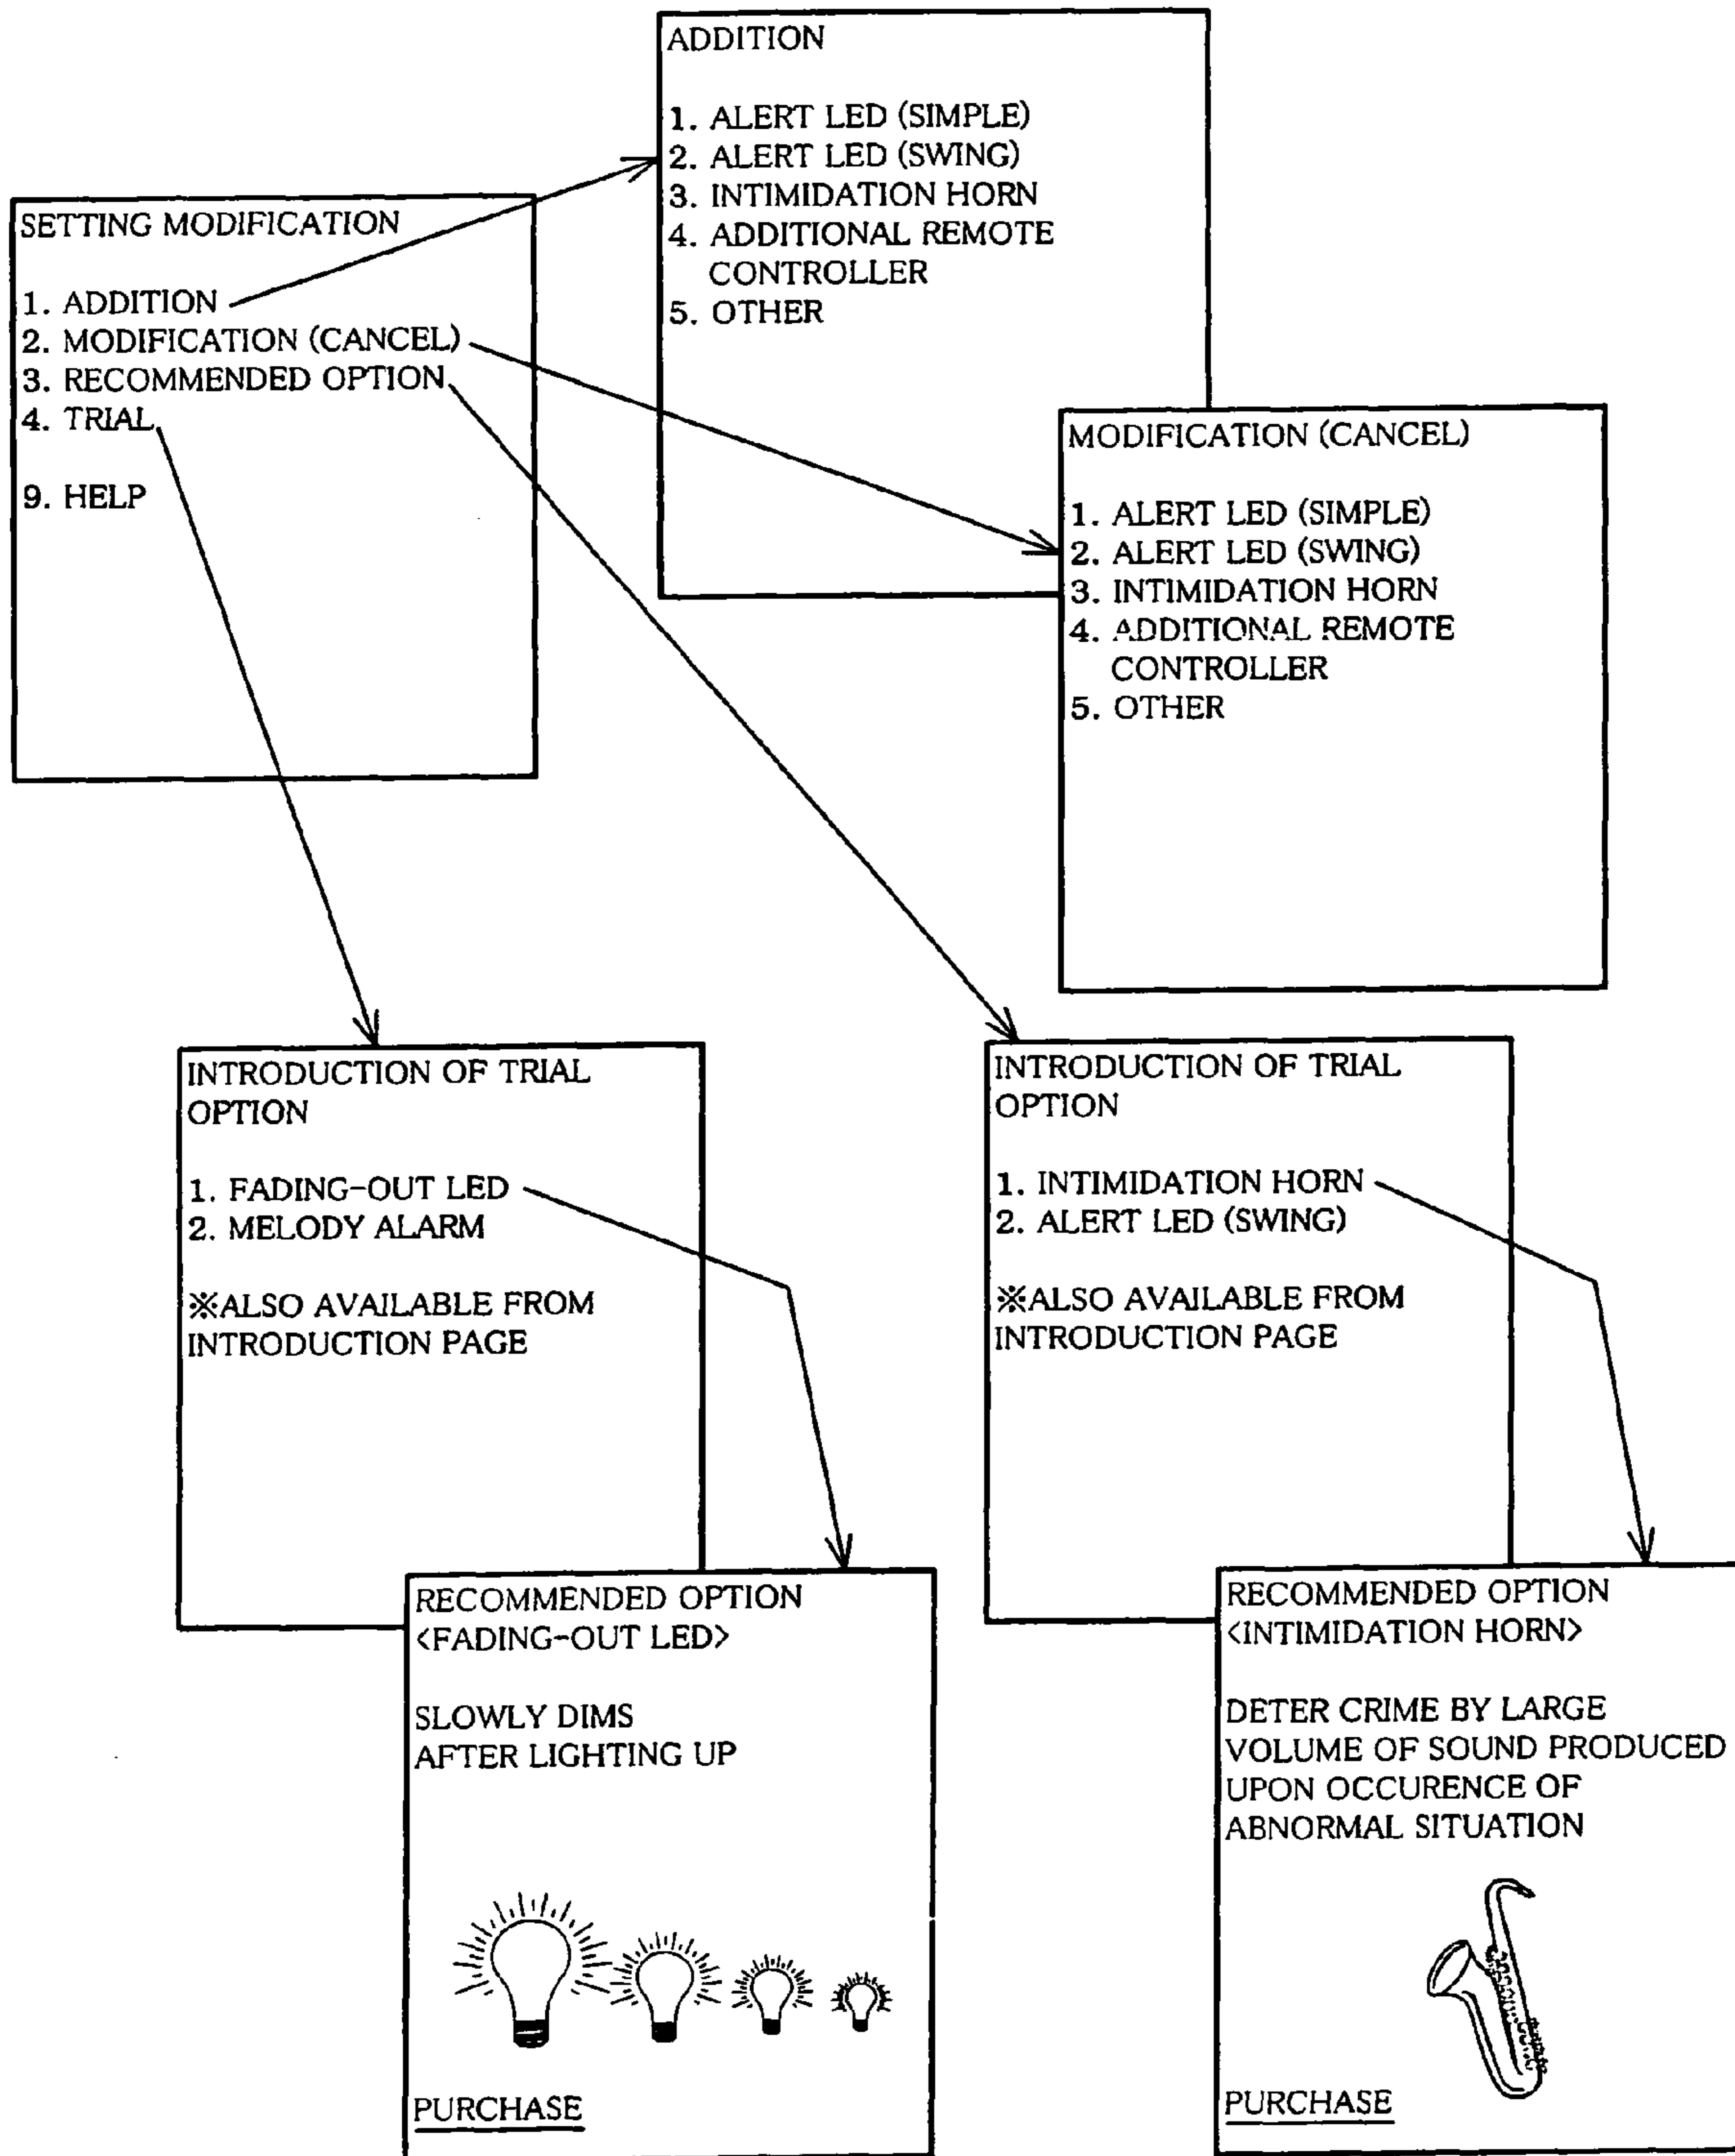 ADDITION
1. ALERT LED (SIMPLE)
2. ALERT LED (SWING)
3. INTIMIDATION HORN
4. ADDITIONAL REMOTE
CONTROLLER
5. OTHER
SETTING MODIFICATION
1. ADDITION
2. MODIFICATION (CANCEL)
3. RECOMMENDED OPTION
4. TRIAL
9. HELP
MODIFICATION (CANCEL)
1. ALERT LED (SIMPLE)
2. ALERT LED (SWING)
3. INTIMIDATION HORN
4. ADDITIONAL REMOTE
CONTROLLER
5. OTHER
INTRODUCTION OF TRIAL
OPTION
1. FADING-OUT LED
2. MELODY ALARM
※ALSO AVAILABLE FROM
INTRODUCTION PAGE
INTRODUCTION OF TRIAL
OPTION
1. INTIMIDATION HORN
2. ALERT LED (SWING)
※ALSO AVAILABLE FROM
INTRODUCTION PAGE
RECOMMENDED OPTION
<FADING-OUT LED>
SLOWLY DIMS
AFTER LIGHTING UP
PURCHASE
RECOMMENDED OPTION
<INTIMIDATION HORN>
DETER CRIME BY LARGE
VOLUME OF SOUND PRODUCED
UPON OCCURENCE OF
ABNORMAL SITUATION
PURCHASE